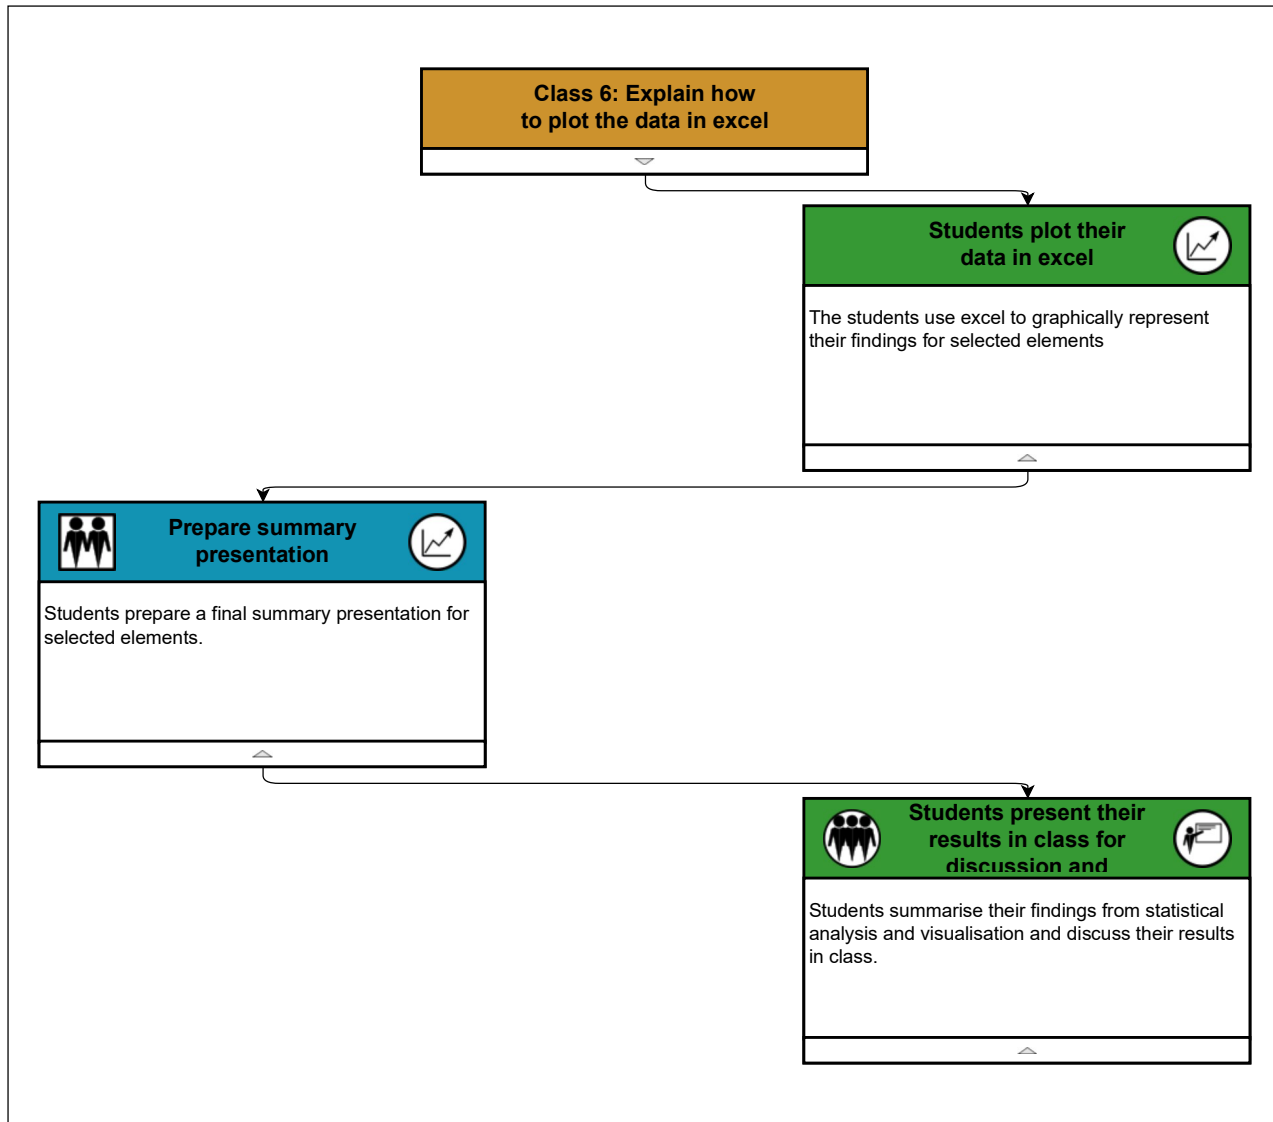 Class 6: Explain how
to plot the data in excel
Students plot their
data in excel
The students use excel to graphically represent
their findings for selected elements
Prepare summary
presentation
Students prepare a final summary presentation for
selected elements.
Students present their
results in class for
discussion and
Students summarise their findings from statistical
analysis and visualisation and discuss their results
in class.